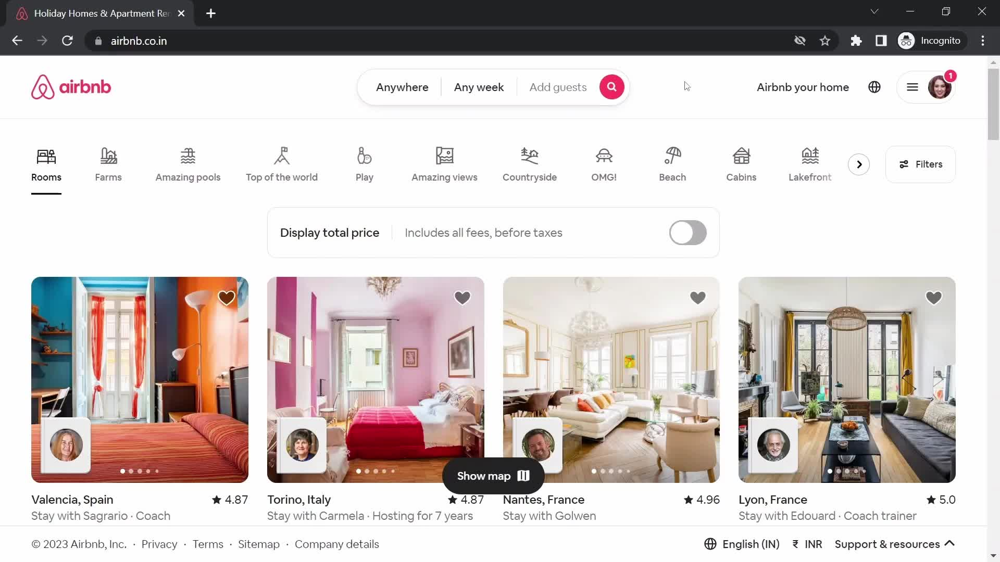 Holiday Homes & Apartment Ren
airbnb.co.in
Incognito
airbnb
Anywhere
Any week
Add guests
Airbnb your home
1
Rooms
Farms
Amazing pools
Top of the world
Play
Amazing views
Countryside
OMG!
Beach
Cabins
Lakefront
Filters
Display total price
Includes all fees, before taxes
Show map
Valencia, Spain
4.87
Stay with Sagrario · Coach
Torino, Italy
4.87
Stay with Carmela · Hosting for 7 years
Nantes, France
4.96
Stay with Golwen
Lyon, France
5.0
Stay with Edouard · Coach trainer
© 2023 Airbnb, Inc. · Privacy · Terms · Sitemap · Company details
English (IN)
₹ INR
Support & resources